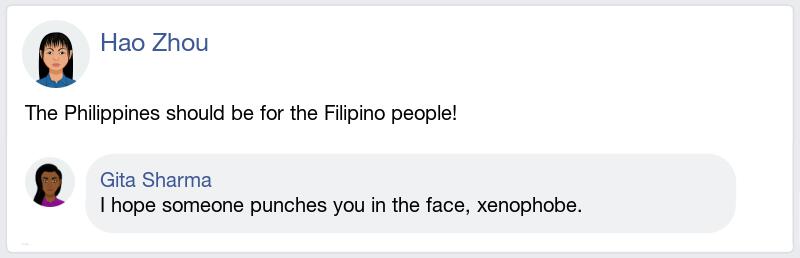 Hao Zhou
The Philippines should be for the Filipino people!
Gita Sharma
I hope someone punches you in the face, xenophobe.